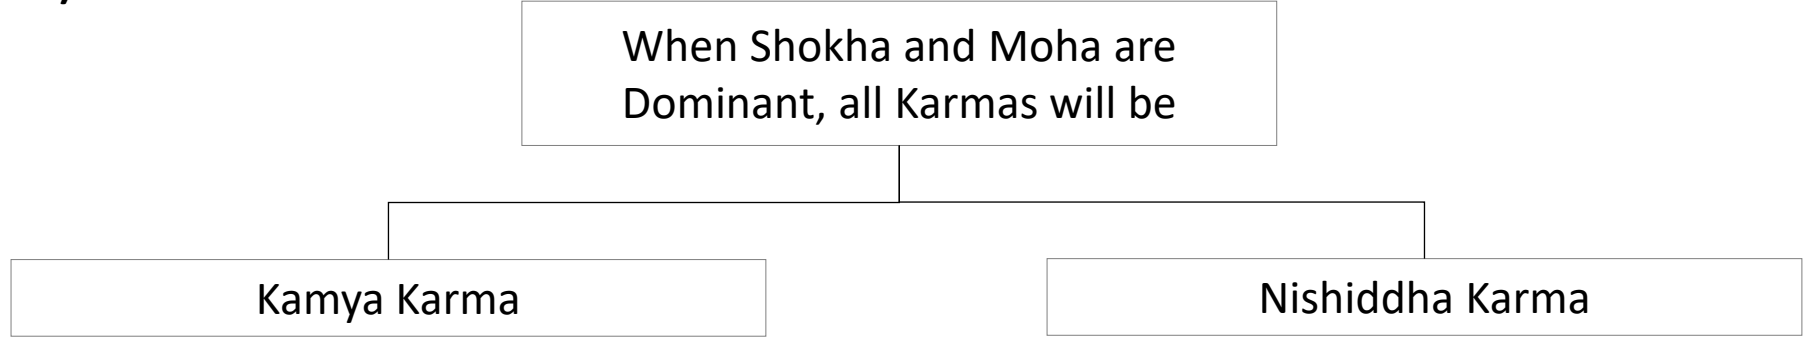 When Shokha and Moha are
Dominant, all Karmas will be
Kamya Karma
Nishiddha Karma